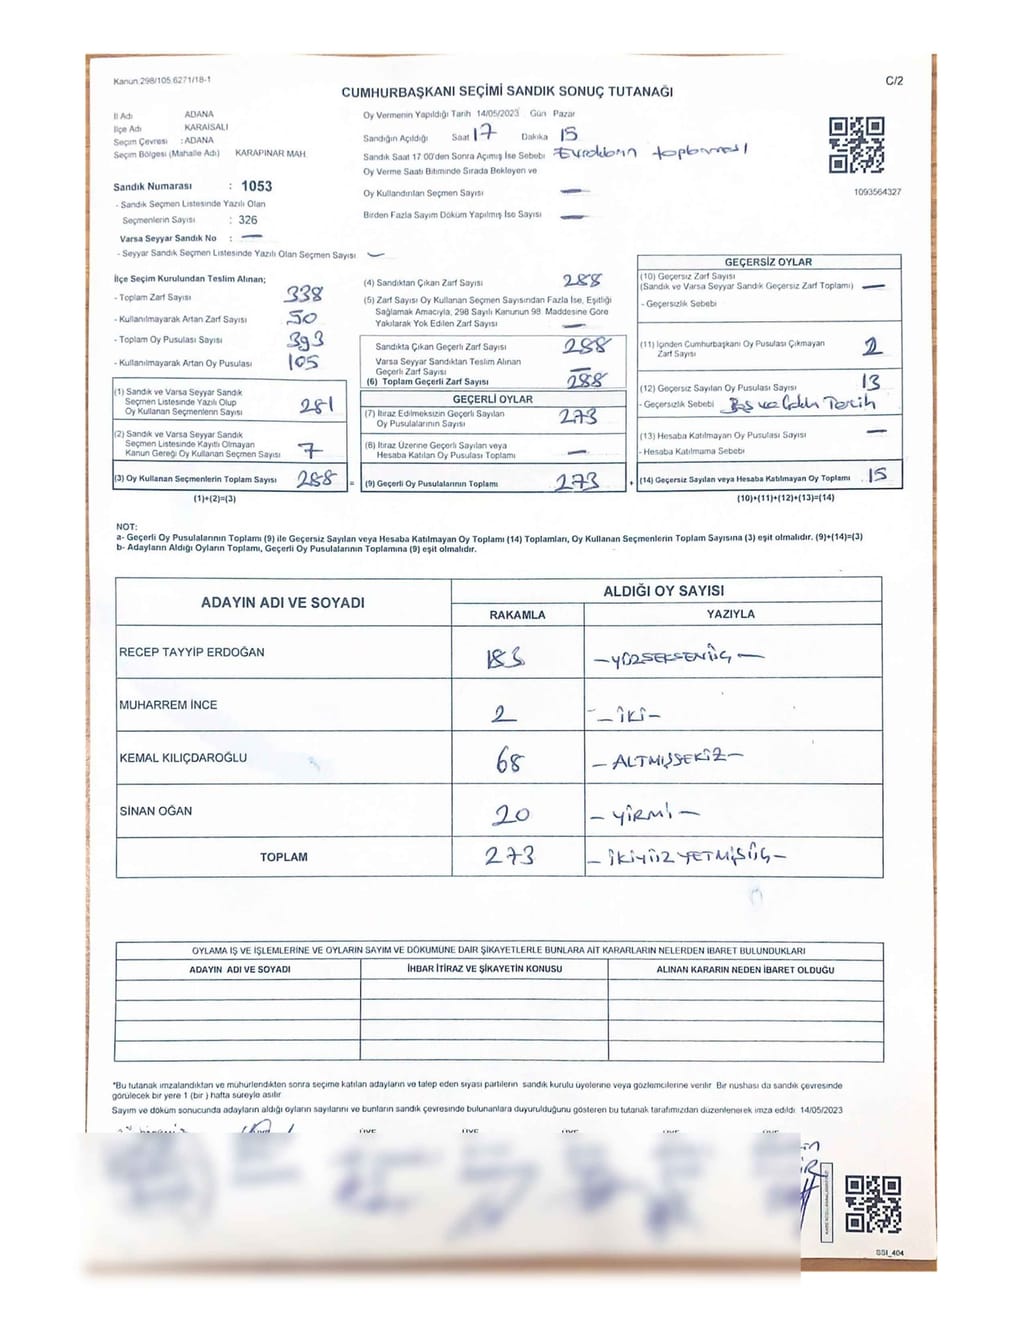 Kanun.298/105.6271/18-1
C/2
CUMHURBAŞKANI SEÇİMİ SANDIK SONUÇ TUTANAĞI
İl Adı ADANA
İlçe Adı KARAİSALI
Seçim Çevresi : ADANA
Seçim Bölgesi (Mahalle Adı) KARAPINAR MAH.
Sandık Numarası : 1053
- Sandık Seçmen Listesinde Yazılı Olan
Seçmenlerin Sayısı : 326
Varsa Seyyar Sandık No : —
- Seyyar Sandık Seçmen Listesinde Yazılı Olan Seçmen Sayısı —
Oy Vermenin Yapıldığı Tarih 14/05/2023 Gün Pazar
Sandığın Açıldığı Saat 17 Dakika 15
Sandık Saat 17:00'den Sonra Açımış İse Sebebi Evrakların toplanması
Oy Verme Saati Bitiminde Sırada Bekleyen ve
Oy Kullandırılan Seçmen Sayısı —
Birden Fazla Sayım Döküm Yapılmış İse Sayısı —
1093564327
İlçe Seçim Kurulundan Teslim Alınan;
- Toplam Zarf Sayısı 338
- Kullanılmayarak Artan Zarf Sayısı 50
- Toplam Oy Pusulası Sayısı 393
- Kullanılmayarak Artan Oy Pusulası 105
(1) Sandık ve Varsa Seyyar Sandık
Seçmen Listesinde Yazılı Olup
Oy Kullanan Seçmenlerin Sayısı 281
(2) Sandık ve Varsa Seyyar Sandık
Seçmen Listesinde Kayıtlı Olmayan
Kanun Gereği Oy Kullanan Seçmen Sayısı 7
(3) Oy Kullanan Seçmenlerin Toplam Sayısı 288 =
(1)+(2)=(3)
(4) Sandıktan Çıkan Zarf Sayısı 288
(5) Zarf Sayısı Oy Kullanan Seçmen Sayısından Fazla İse, Eşitliği
Sağlamak Amacıyla, 298 Sayılı Kanunun 98. Maddesine Göre
Yakılarak Yok Edilen Zarf Sayısı —
Sandıkta Çıkan Geçerli Zarf Sayısı 288
Varsa Seyyar Sandıktan Teslim Alınan
Geçerli Zarf Sayısı —
(6) Toplam Geçerli Zarf Sayısı 288
GEÇERLİ OYLAR
(7) İtiraz Edilmeksizin Geçerli Sayılan
Oy Pusulalarının Sayısı 273
(8) İtiraz Üzerine Geçerli Sayılan veya
Hesaba Katılan Oy Pusulası Toplamı —
(9) Geçerli Oy Pusulalarının Toplamı 273 +
GEÇERSİZ OYLAR
(10) Geçersiz Zarf Sayısı
(Sandık ve Varsa Seyyar Sandık Geçersiz Zarf Toplamı) —
- Geçersizlik Sebebi
(11) İçinden Cumhurbaşkanı Oy Pusulası Çıkmayan
Zarf Sayısı 2
(12) Geçersiz Sayılan Oy Pusulası Sayısı 13
- Geçersizlik Sebebi Boş ve Tercih
(13) Hesaba Katılmayan Oy Pusulası Sayısı —
- Hesaba Katılmama Sebebi
(14) Geçersiz Sayılan veya Hesaba Katılmayan Oy Toplamı 15
(10)+(11)+(12)+(13)=(14)
NOT:
a- Geçerli Oy Pusulalarının Toplamı (9) ile Geçersiz Sayılan veya Hesaba Katılmayan Oy Toplamı (14) Toplamları, Oy Kullanan Seçmenlerin Toplam Sayısına (3) eşit olmalıdır. (9)+(14)=(3)
b- Adayların Aldığı Oyların Toplamı, Geçerli Oy Pusulalarının Toplamına (9) eşit olmalıdır.
ADAYIN ADI VE SOYADI ALDIĞI OY SAYISI
RAKAMLA YAZIYLA
RECEP TAYYİP ERDOĞAN 183 —YÜZSEKSENÜÇ—
MUHARREM İNCE 2 —İKİ—
KEMAL KILIÇDAROĞLU 68 —ALTMIŞSEKİZ—
SİNAN OĞAN 20 —YİRMİ—
TOPLAM 273 —İKİYÜZYETMİŞÜÇ—
OYLAMA İŞ VE İŞLEMLERİNE VE OYLARIN SAYIM VE DÖKÜMÜNE DAİR ŞİKAYETLERLE BUNLARA AİT KARARLARIN NELERDEN İBARET BULUNDUKLARI
ADAYIN ADI VE SOYADI İHBAR İTİRAZ VE ŞİKAYETİN KONUSU ALINAN KARARIN NEDEN İBARET OLDUĞU
*Bu tutanak imzalandıktan ve mühürlendikten sonra seçime katılan adayların ve talep eden siyasi partilerin sandık kurulu üyelerine veya gözlemcilerine verilir. Bir nushası da sandık çevresinde
görülecek bir yere 1 (bir) hafta süreyle asılır
Sayım ve döküm sonucunda adayların aldığı oyların sayılarını ve bunların sandık çevresinde bulunanlara duyurulduğunu gösteren bu tutanak tarafımızdan düzenlenerek imza edildi. 14/05/2023
SSI_404